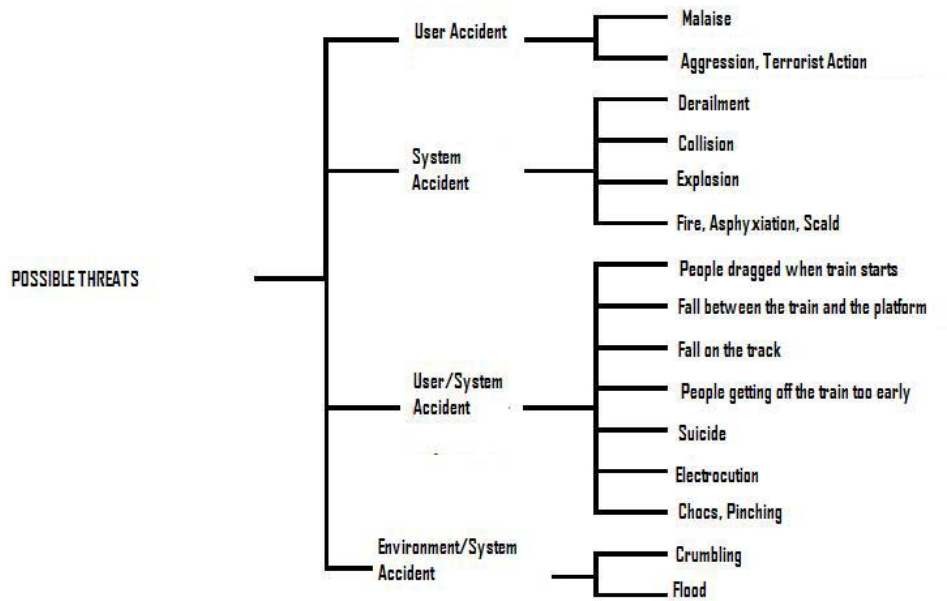 POSSIBLE THREATS
User Accident
Malaise
Aggression, Terrorist Action
System
Accident
Derailment
Collision
Explosion
Fire, Asphyxiation, Scald
User/System
Accident
People dragged when train starts
Fall between the train and the platform
Fall on the track
People getting off the train too early
Suicide
Electrocution
Chocs, Pinching
Environment/System
Accident
Crumbling
Flood